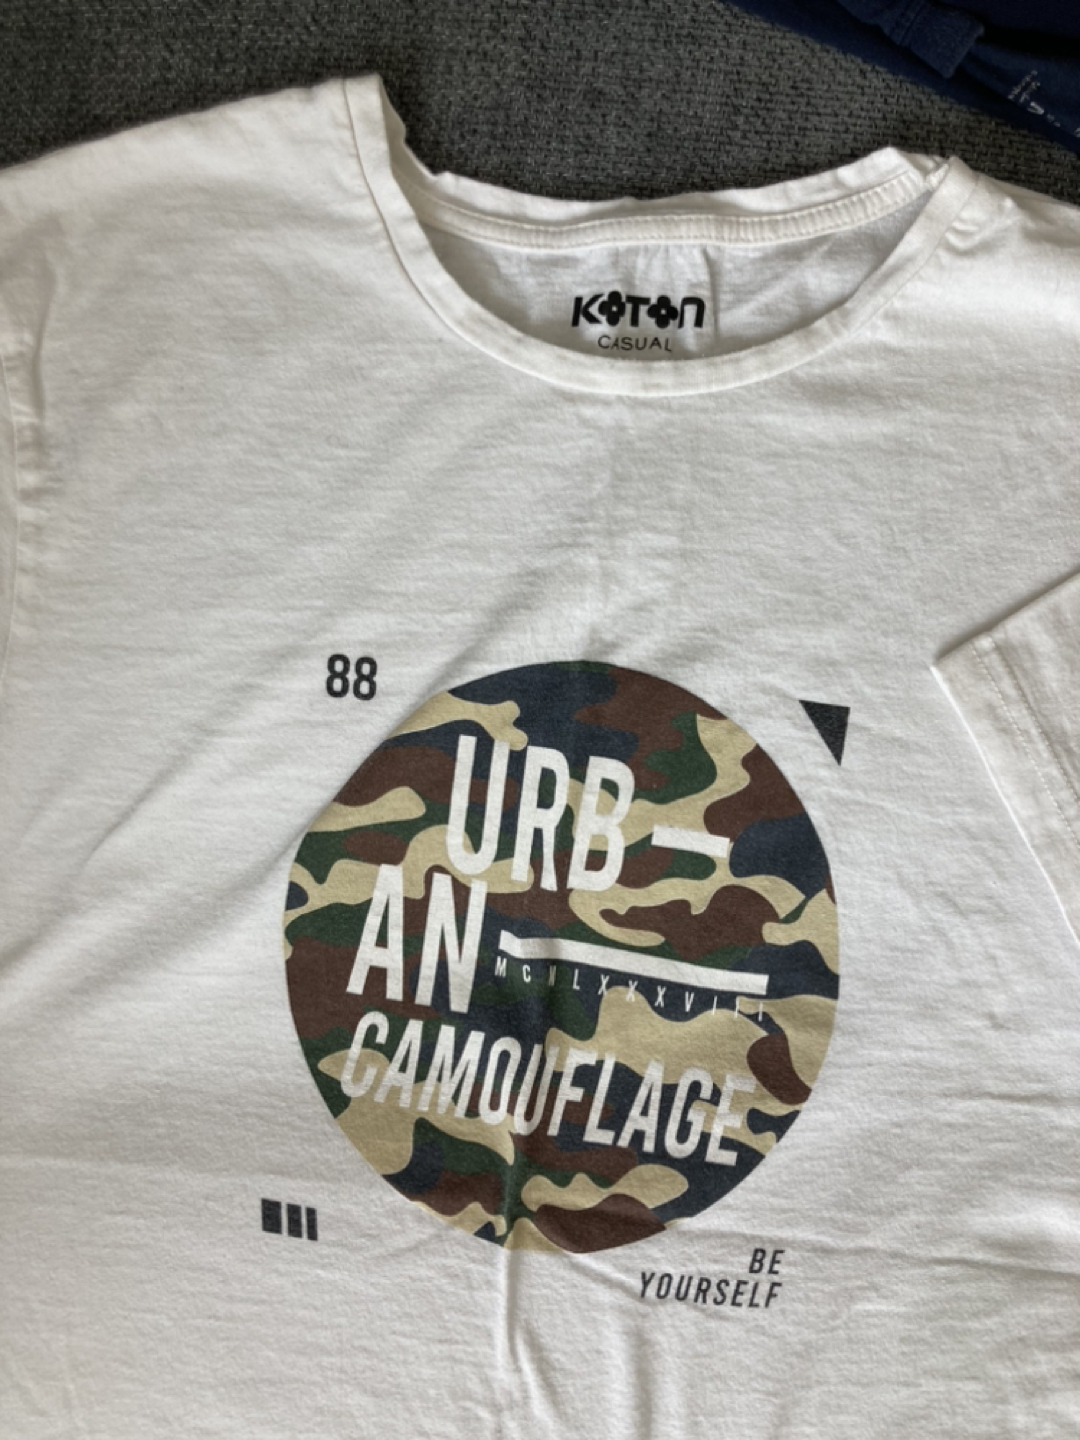 KOTON
CASUAL
88
URB-
AN
MCMLXXXVIII
CAMOUFLAGE
BE
YOURSELF